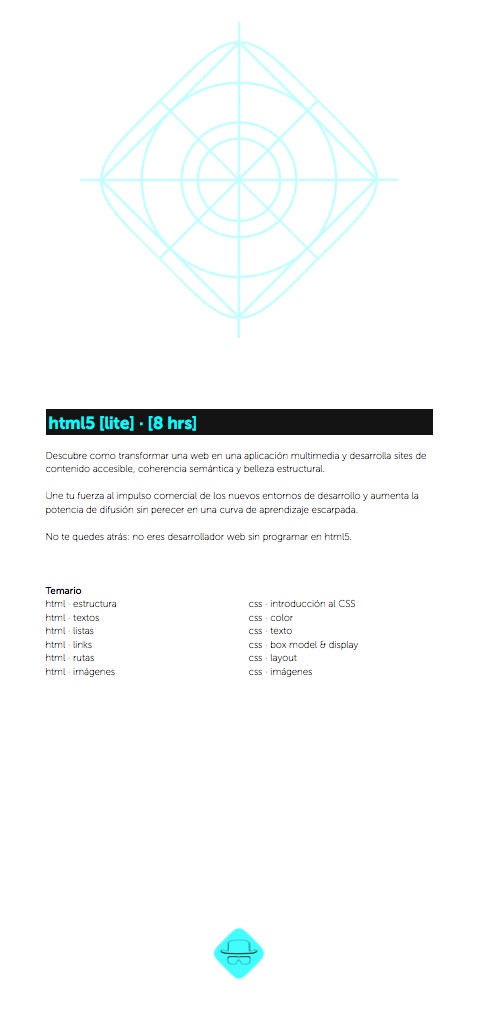 html5 [lite] · [8 hrs]
Descubre como transformar una web en una aplicación multimedia y desarrolla sites de
contenido accesible, coherencia semántica y belleza estructural.
Une tu fuerza al impulso comercial de los nuevos entornos de desarrollo y aumenta la
potencia de difusión sin perecer en una curva de aprendizaje escarpada.
No te quedes atrás: no eres desarrollador web sin programar en html5.
Temario
html · estructura
html · textos
html · listas
html · links
html · rutas
html · imágenes
css · introducción al CSS
css · color
css · texto
css · box model & display
css · layout
css · imágenes